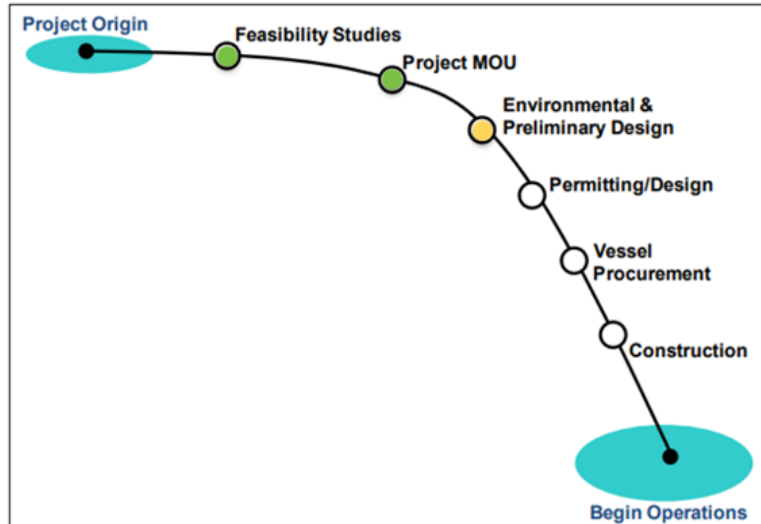 Project Origin
Feasibility Studies
Project MOU
Environmental &
Preliminary Design
Permitting/Design
Vessel
Procurement
Construction
Begin Operations